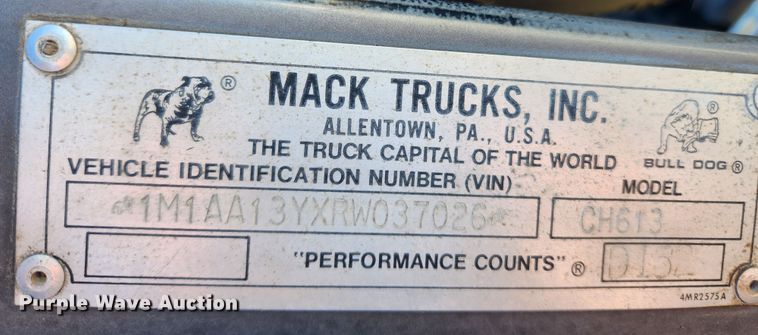 MACK TRUCKS, INC.
ALLENTOWN, PA., U.S.A.
THE TRUCK CAPITAL OF THE WORLD
BULL DOG ®
VEHICLE IDENTIFICATION NUMBER (VIN)
MODEL
1M1AA13YXRW037026
CH613
"PERFORMANCE COUNTS" ®
4MR2575A
Purple Wave Auction